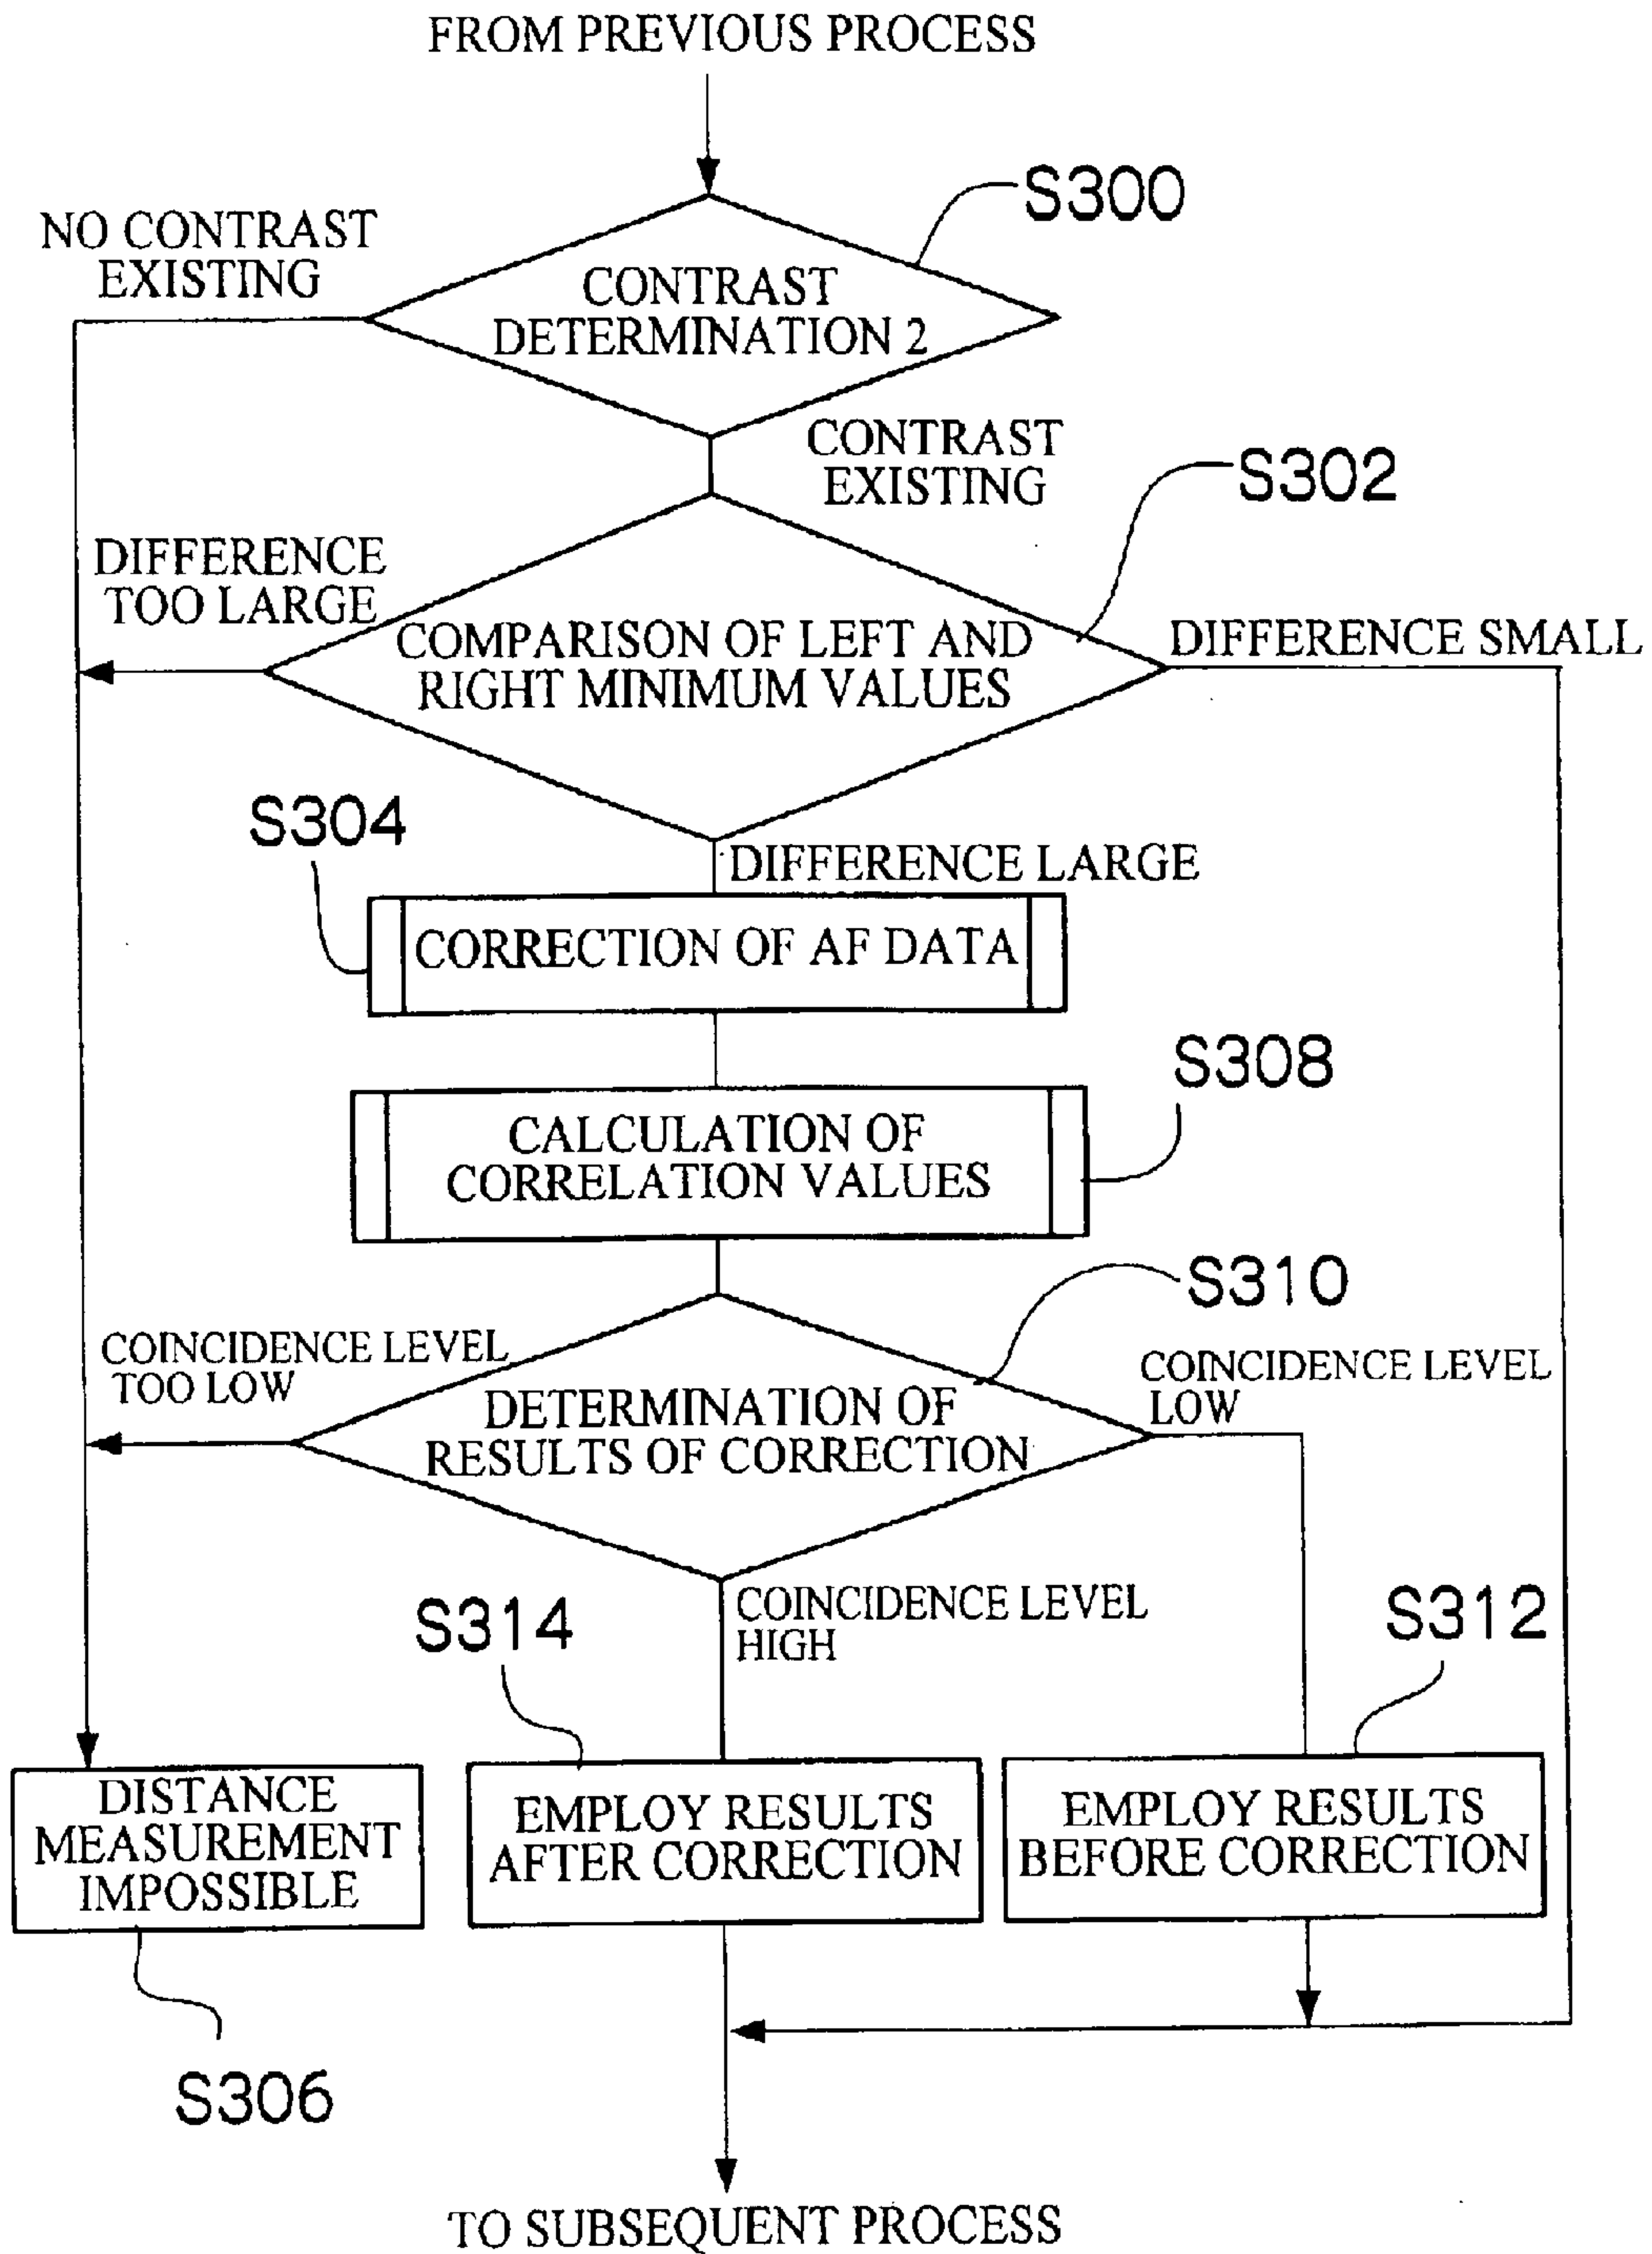 FROM PREVIOUS PROCESS
S300
NO CONTRAST
EXISTING
CONTRAST
DETERMINATION 2
CONTRAST
EXISTING
S302
DIFFERENCE
TOO LARGE
COMPARISON OF LEFT AND
RIGHT MINIMUM VALUES
DIFFERENCE SMALL
S304
DIFFERENCE LARGE
CORRECTION OF AF DATA
S308
CALCULATION OF
CORRELATION VALUES
S310
COINCIDENCE LEVEL
TOO LOW
DETERMINATION OF
RESULTS OF CORRECTION
COINCIDENCE LEVEL
LOW
S314
COINCIDENCE LEVEL
HIGH
S312
DISTANCE
MEASUREMENT
IMPOSSIBLE
EMPLOY RESULTS
AFTER CORRECTION
EMPLOY RESULTS
BEFORE CORRECTION
S306
TO SUBSEQUENT PROCESS